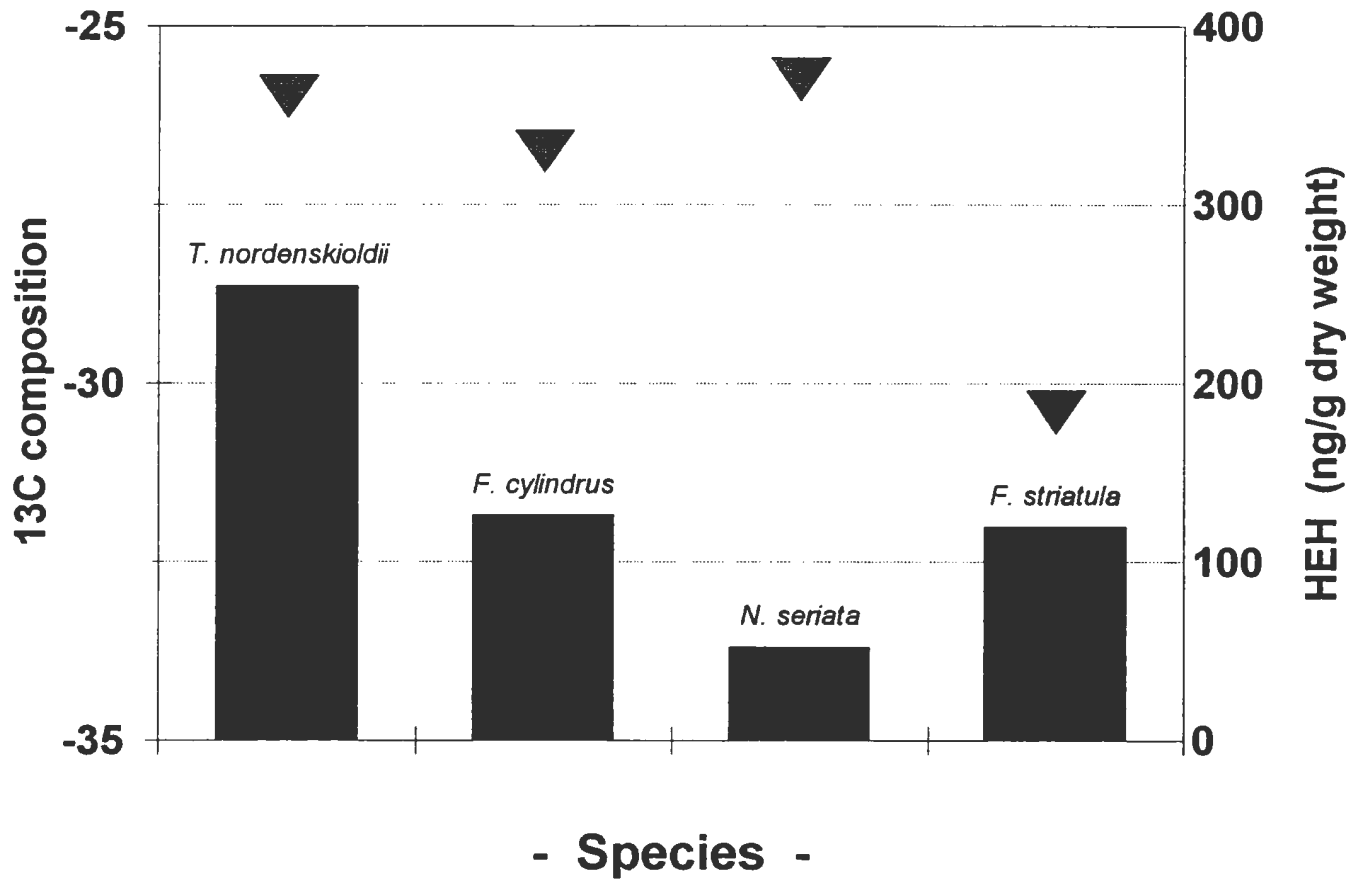 -25
400
300
T. nordenskioldii
-30
200
F. cylindrus
F. striatula
100
N. seriata
-35
0
13C composition
HEH (ng/g dry weight)
- Species -